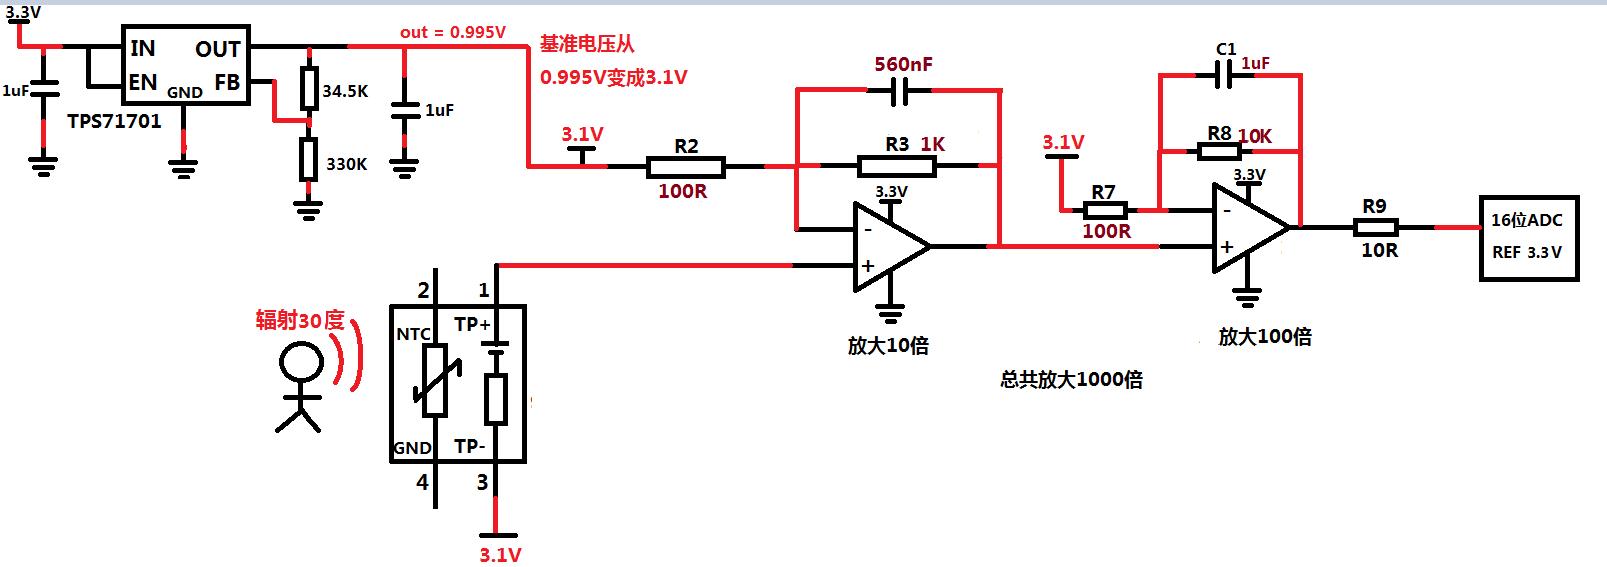 3.3V
IN
OUT
EN
FB
GND
TPS71701
1uF
34.5K
330K
out = 0.995V
1uF
基准电压从
0.995V变成3.1V
3.1V
R2
100R
560nF
R3 1K
3.3V
-
+
放大10倍
3.1V
R7
100R
C1
1uF
R8 10K
3.3V
-
+
放大100倍
R9
10R
16位ADC
REF 3.3V
总共放大1000倍
辐射30度
2
1
NTC
TP+
GND
TP-
4
3
3.1V